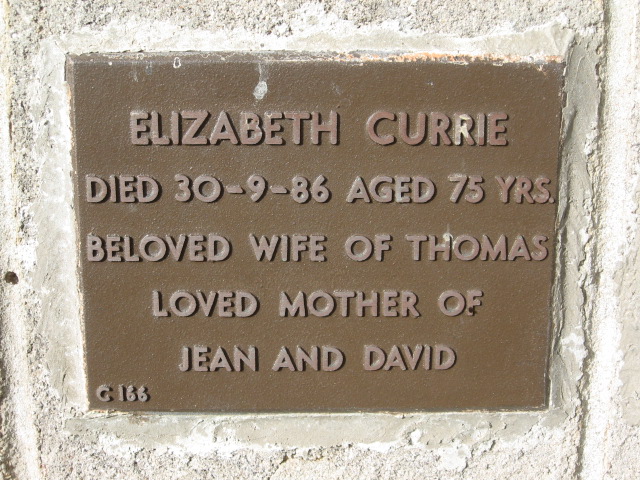 ELIZABETH CURRIE
DIED 30-9-86 AGED 75 YRS.
BELOVED WIFE OF THOMAS
LOVED MOTHER OF
JEAN AND DAVID
C 166